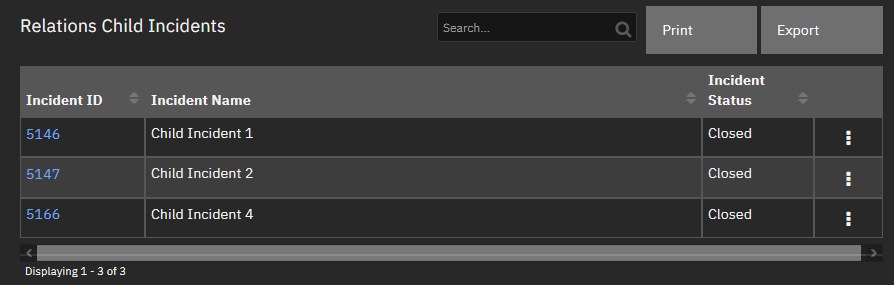 Relations Child Incidents
Search...
Print
Export
Incident ID
Incident Name
Incident
Status
5146 Child Incident 1 Closed
5147 Child Incident 2 Closed
5166 Child Incident 4 Closed
Displaying 1 - 3 of 3